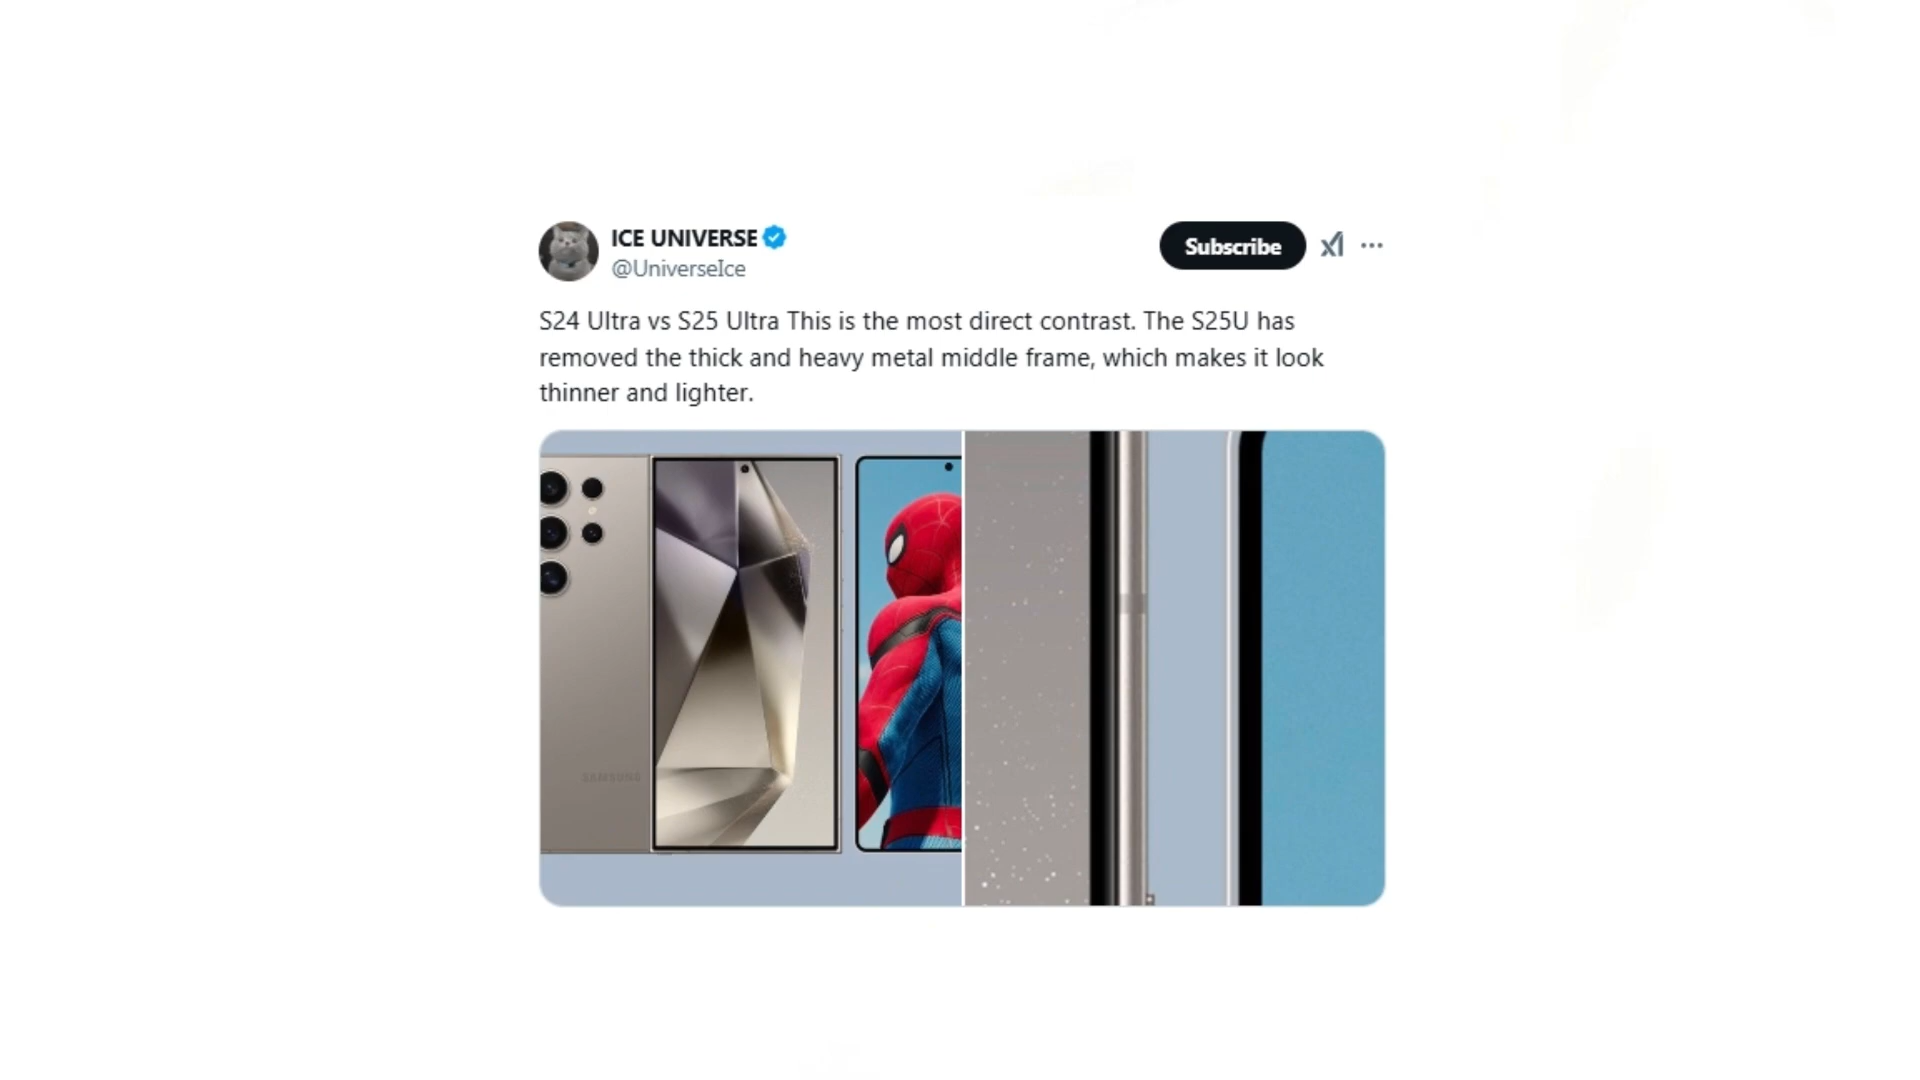 ICE UNIVERSE
@UniverseIce
Subscribe
S24 Ultra vs S25 Ultra This is the most direct contrast. The S25U has
removed the thick and heavy metal middle frame, which makes it look
thinner and lighter.
SAMSUNG